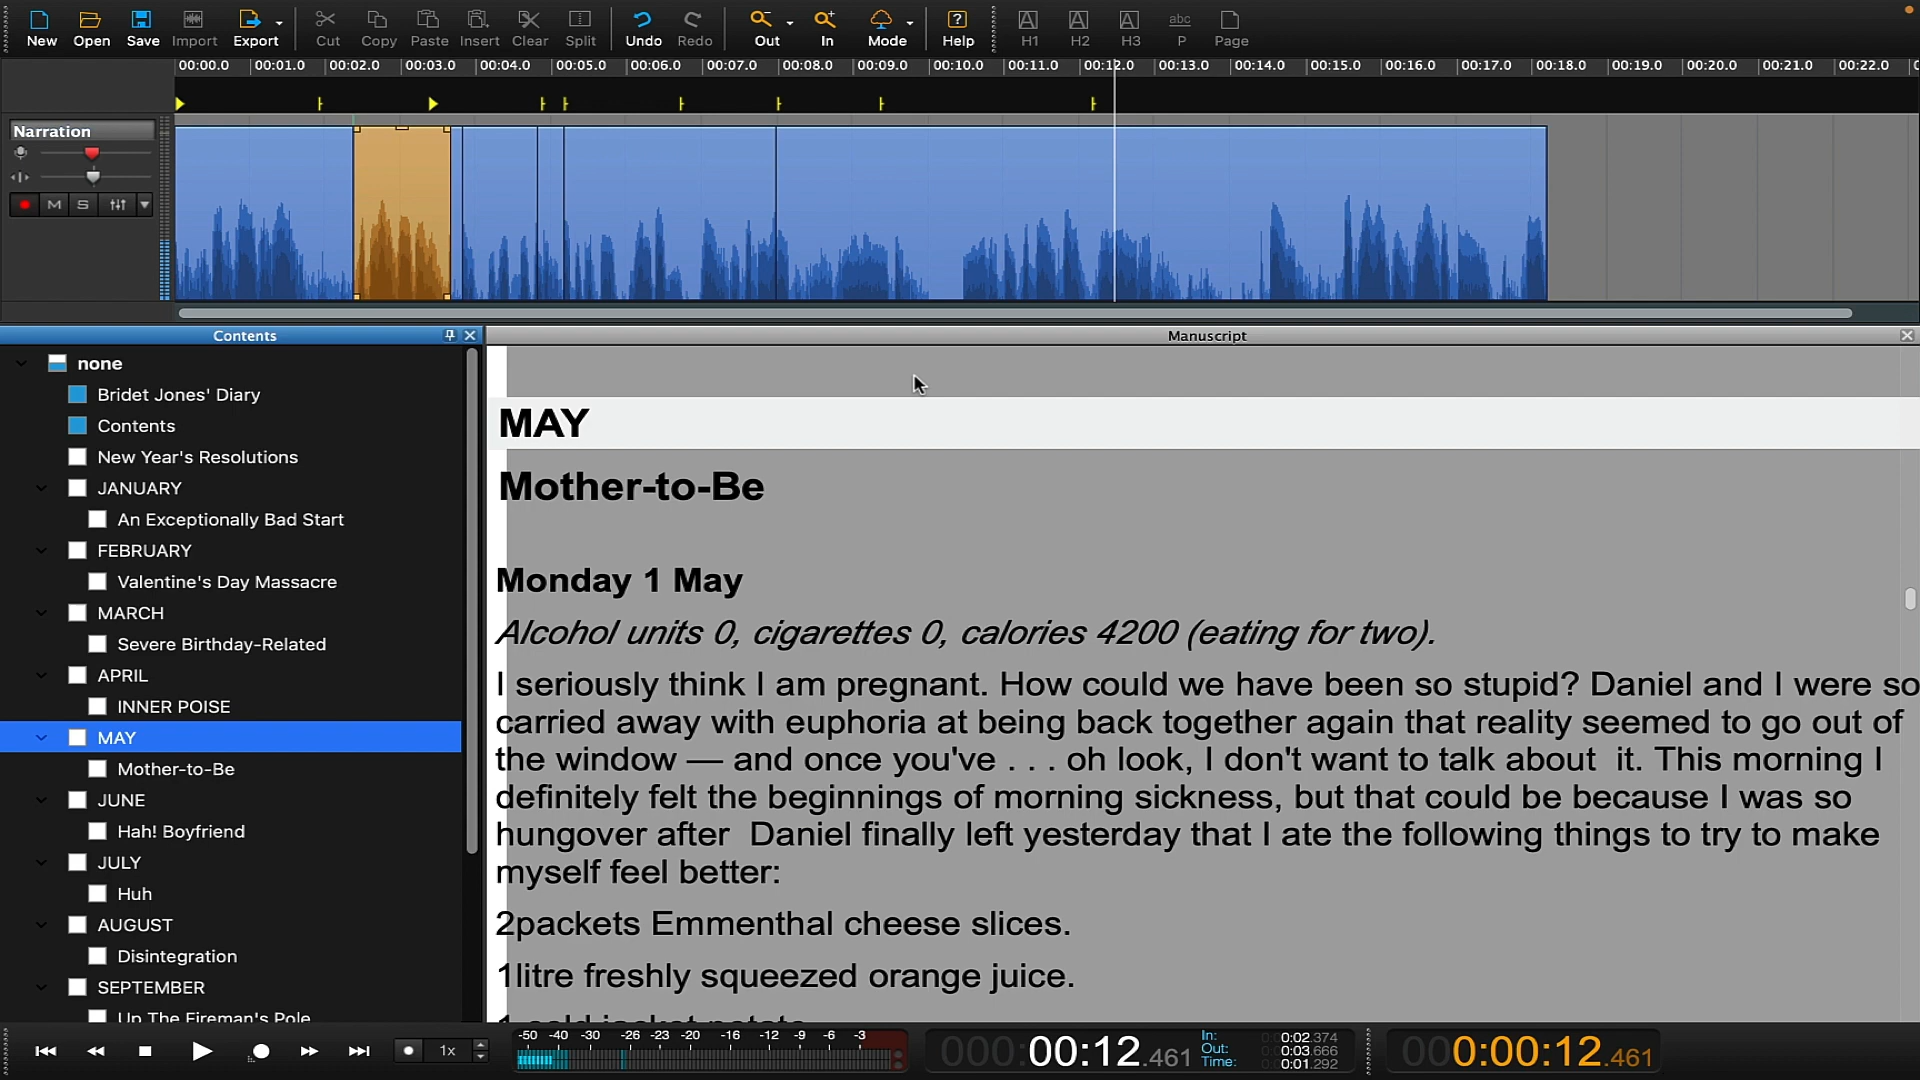 New Open Save Import Export Cut Copy Paste Insert Clear Split Undo Redo Out In Mode Help H1 H2 H3 P Page
abc
00:00.0 00:01.0 00:02.0 00:03.0 00:04.0 00:05.0 00:06.0 00:07.0 00:08.0 00:09.0 00:10.0 00:11.0 00:12.0 00:13.0 00:14.0 00:15.0 00:16.0 00:17.0 00:18.0 00:19.0 00:20.0 00:21.0 00:22.0
Narration
M S
Contents
none
Bridet Jones' Diary
Contents
New Year's Resolutions
JANUARY
An Exceptionally Bad Start
FEBRUARY
Valentine's Day Massacre
MARCH
Severe Birthday-Related
APRIL
INNER POISE
MAY
Mother-to-Be
JUNE
Hah! Boyfriend
JULY
Huh
AUGUST
Disintegration
SEPTEMBER
Up The Fireman's Pole
Manuscript
MAY
Mother-to-Be
Monday 1 May
Alcohol units 0, cigarettes 0, calories 4200 (eating for two).
I seriously think I am pregnant. How could we have been so stupid? Daniel and I were so
carried away with euphoria at being back together again that reality seemed to go out of
the window — and once you've . . . oh look, I don't want to talk about  it. This morning I
definitely felt the beginnings of morning sickness, but that could be because I was so
hungover after  Daniel finally left yesterday that I ate the following things to try to make
myself feel better:
2packets Emmenthal cheese slices.
1litre freshly squeezed orange juice.
1x
-50 -40 -30 -26 -23 -20 -16 -12 -9 -6 -3
000:00:12.461
In: 0:0:02.374
Out: 0:0:03.666
Time: 0:0:01.292
000:00:12.461